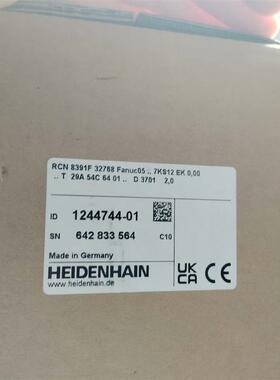 RCN 8391F 32768 Fanuc05 .. 7KS12 EK 0,00
.. T 29A 54C 64 01 .. D 3701 2,0
ID 1244744-01
SN 642 833 564 C10
Made in Germany
HEIDENHAIN
www.heidenhain.de
UK
CA CE